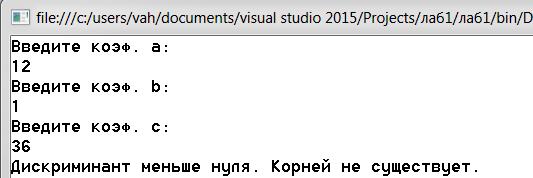 file:///c:/users/vah/documents/visual studio 2015/Projects/ла61/ла61/bin/D
Введите коэф. a:
12
Введите коэф. b:
1
Введите коэф. c:
36
Дискриминант меньше нуля. Корней не существует.